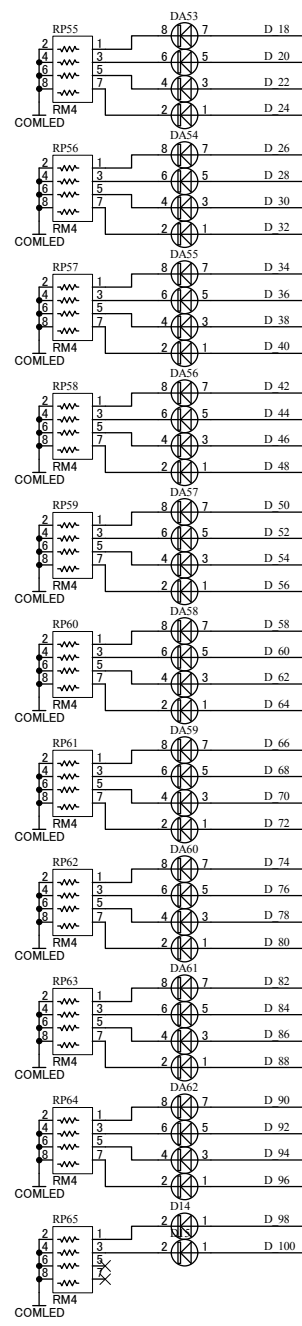 DA53
RP55 8 7 D_18
2 1
4 3 6 5 D_20
6 5
8 7 4 3 D_22
RM4 2 1 D_24
COMLED
DA54
RP56 8 7 D_26
2 1
4 3 6 5 D_28
6 5
8 7 4 3 D_30
RM4 2 1 D_32
COMLED
DA55
RP57 8 7 D_34
2 1
4 3 6 5 D_36
6 5
8 7 4 3 D_38
RM4 2 1 D_40
COMLED
DA56
RP58 8 7 D_42
2 1
4 3 6 5 D_44
6 5
8 7 4 3 D_46
RM4 2 1 D_48
COMLED
DA57
RP59 8 7 D_50
2 1
4 3 6 5 D_52
6 5
8 7 4 3 D_54
RM4 2 1 D_56
COMLED
DA58
RP60 8 7 D_58
2 1
4 3 6 5 D_60
6 5
8 7 4 3 D_62
RM4 2 1 D_64
COMLED
DA59
RP61 8 7 D_66
2 1
4 3 6 5 D_68
6 5
8 7 4 3 D_70
RM4 2 1 D_72
COMLED
DA60
RP62 8 7 D_74
2 1
4 3 6 5 D_76
6 5
8 7 4 3 D_78
RM4 2 1 D_80
COMLED
DA61
RP63 8 7 D_82
2 1
4 3 6 5 D_84
6 5
8 7 4 3 D_86
RM4 2 1 D_88
COMLED
DA62
RP64 8 7 D_90
2 1
4 3 6 5 D_92
6 5
8 7 4 3 D_94
RM4 2 1 D_96
COMLED
D14
RP65 2 1 D_98
2 1
4 3 2 1 D_100
6 5
8 7
RM4
COMLED